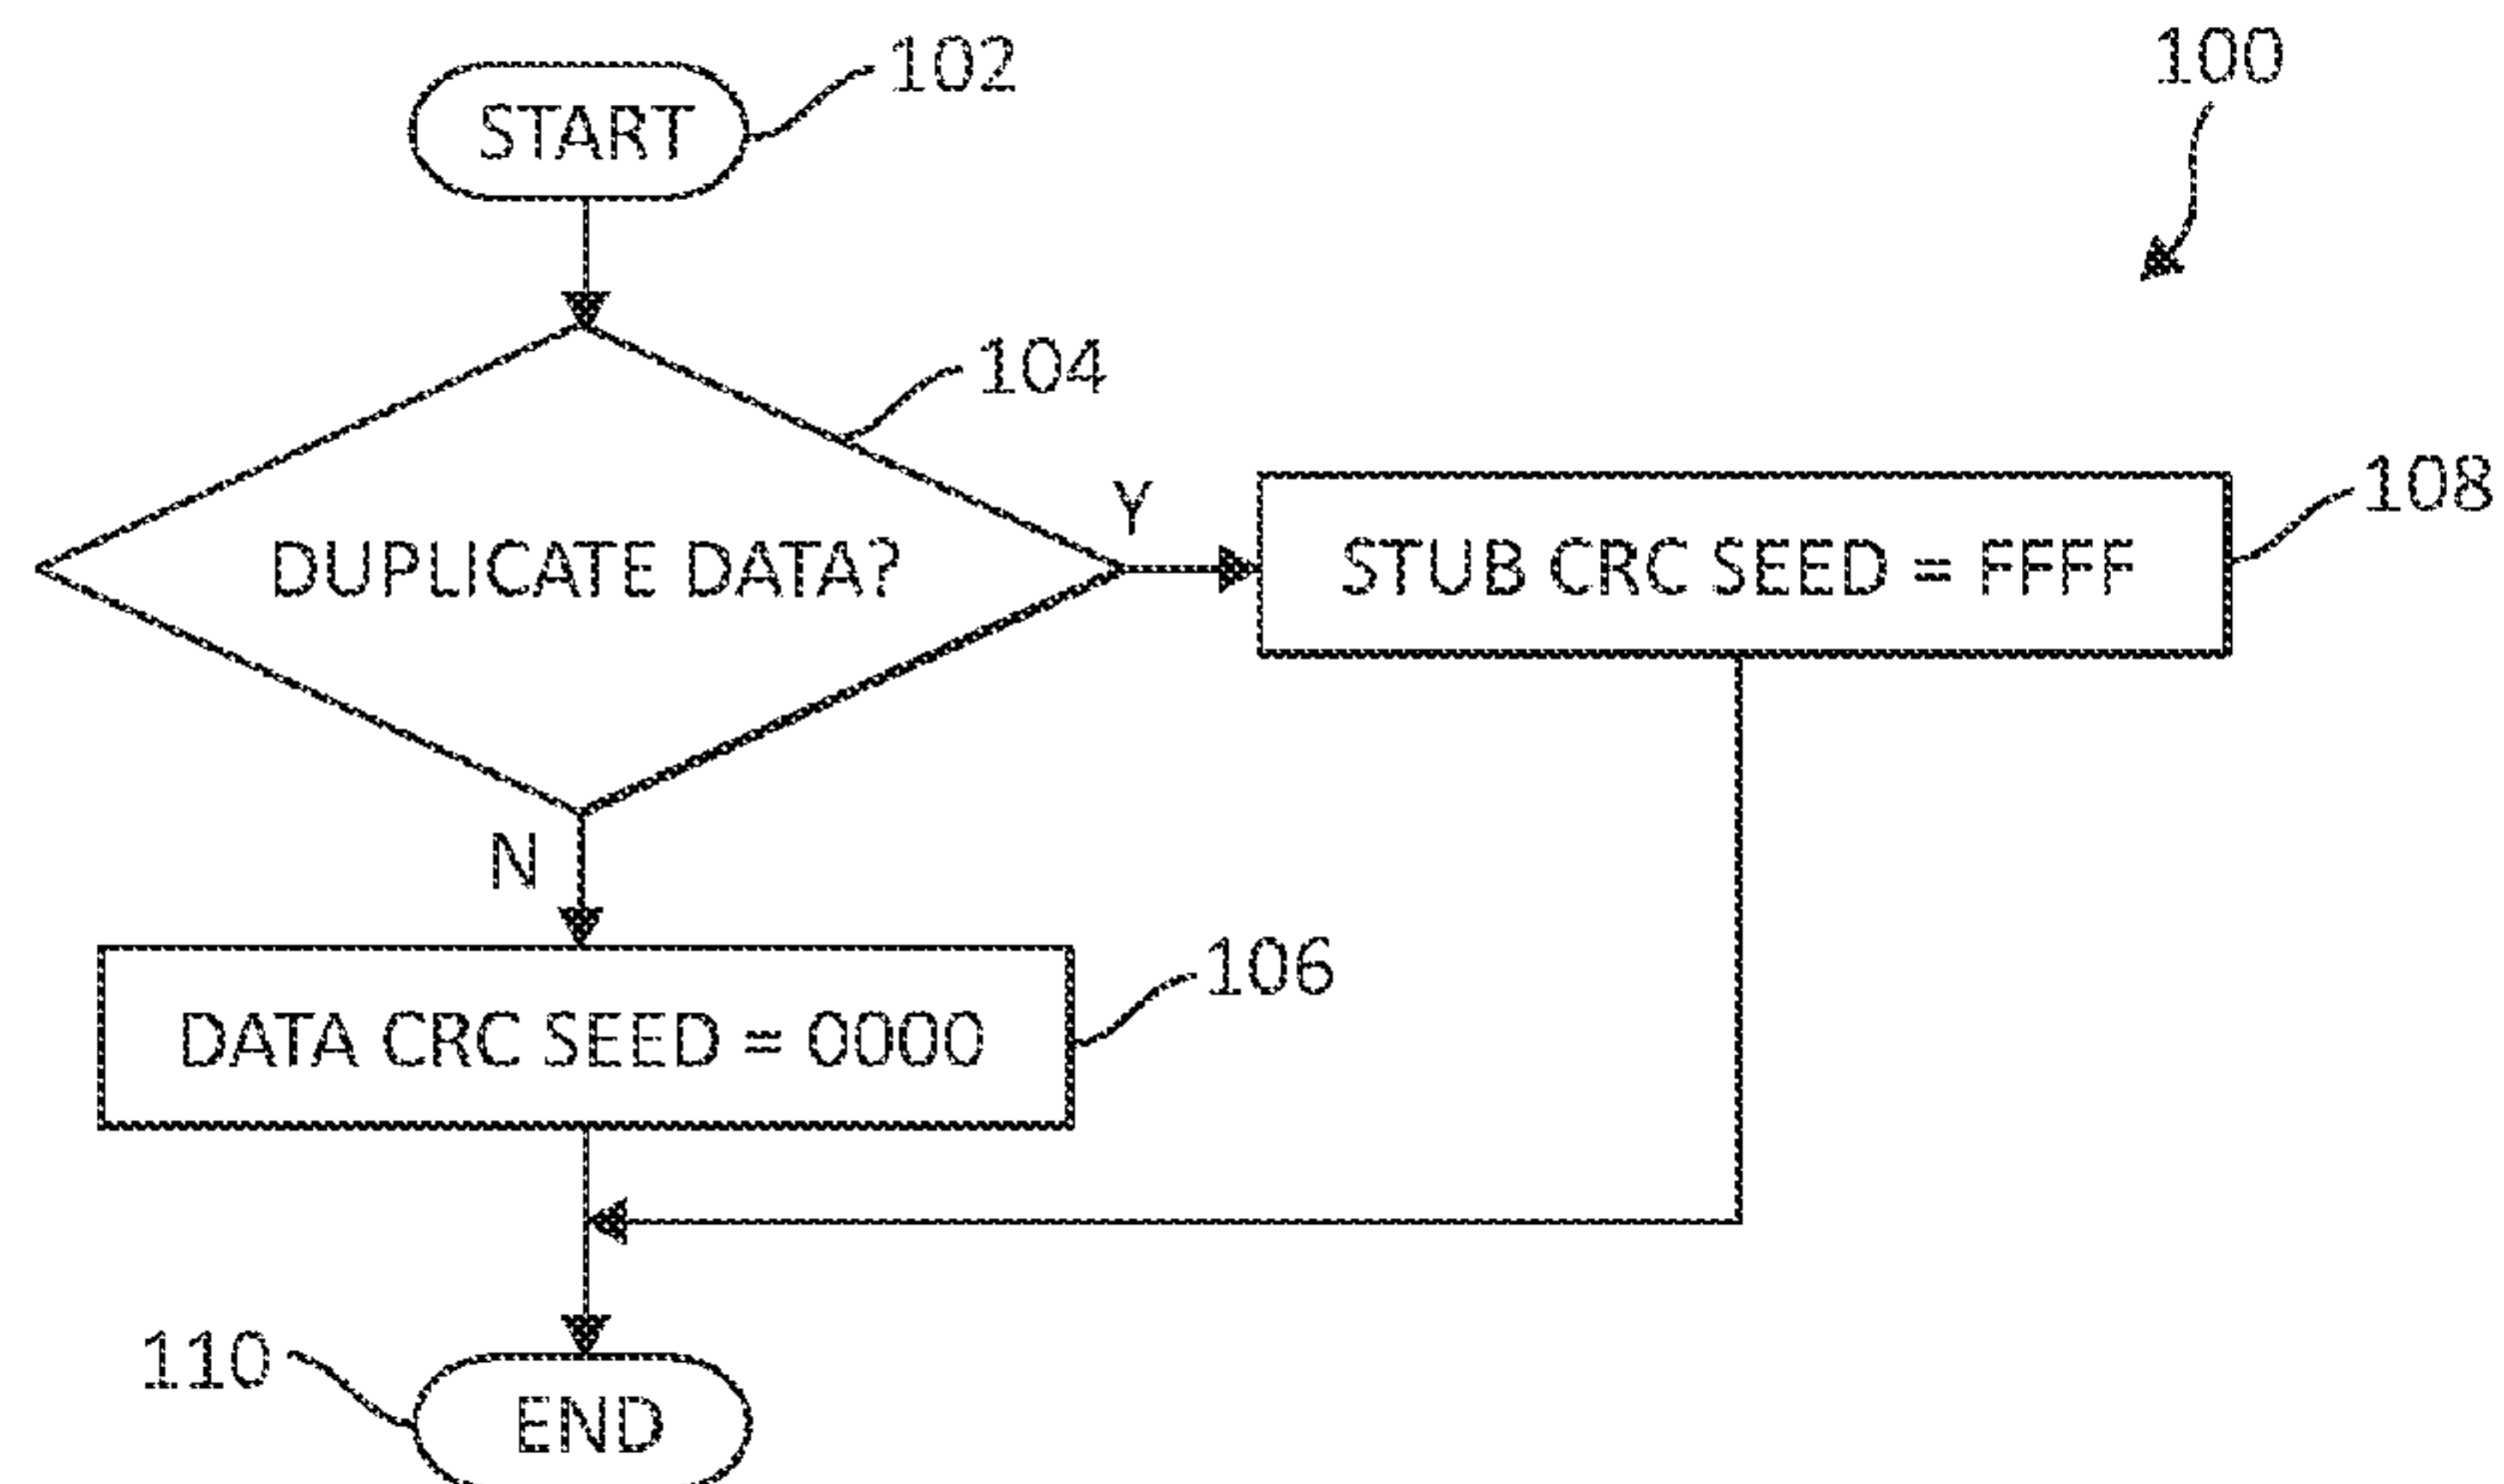 102
100
START
104
Y
108
DUPLICATE DATA?
STUB CRC SEED = FFFF
N
106
DATA CRC SEED = 0000
110
END